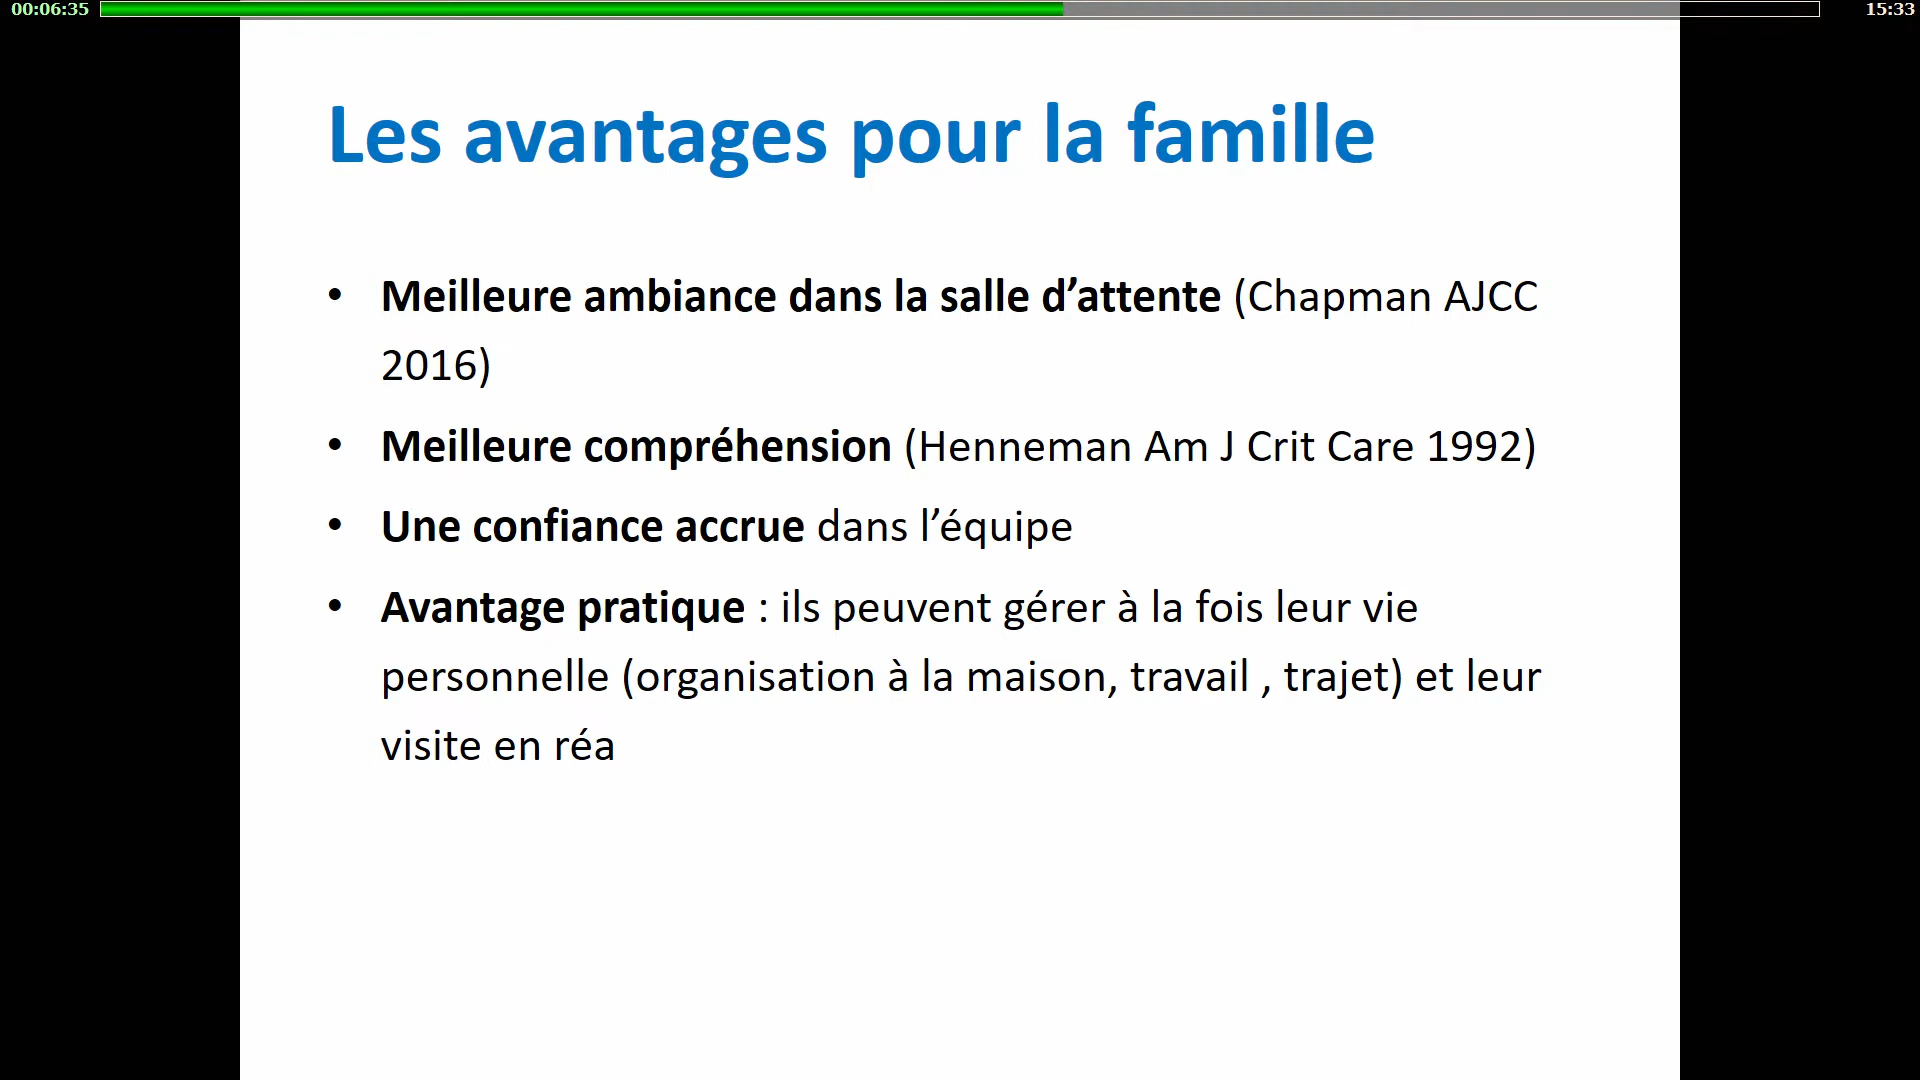 00:06:35
15:33
Les avantages pour la famille
• Meilleure ambiance dans la salle d’attente (Chapman AJCC
2016)
• Meilleure compréhension (Henneman Am J Crit Care 1992)
• Une confiance accrue dans l’équipe
• Avantage pratique : ils peuvent gérer à la fois leur vie
personnelle (organisation à la maison, travail , trajet) et leur
visite en réa